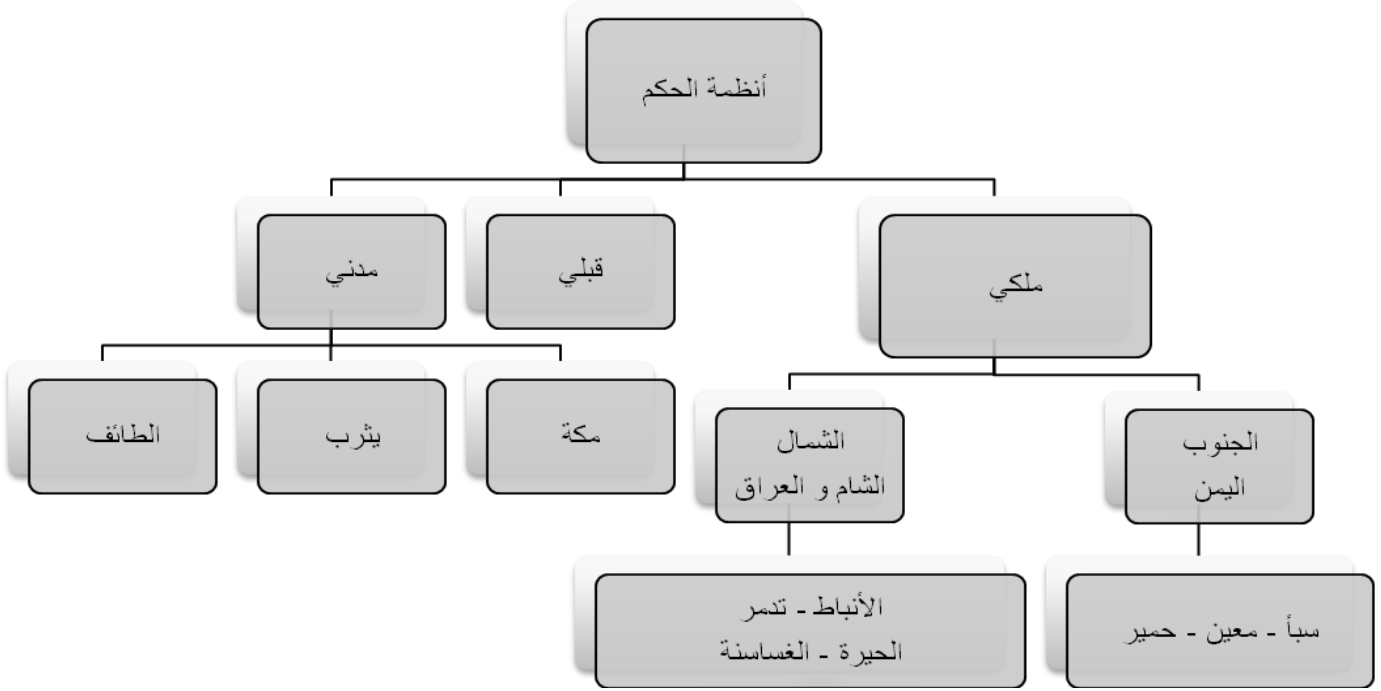 أنظمة الحكم
ملكي
قبلي
مدني
الجنوب
اليمن
الشمال
الشام و العراق
مكة
يثرب
الطائف
سبأ - معين - حمير
الأنباط - تدمر
الحيرة - الغساسنة